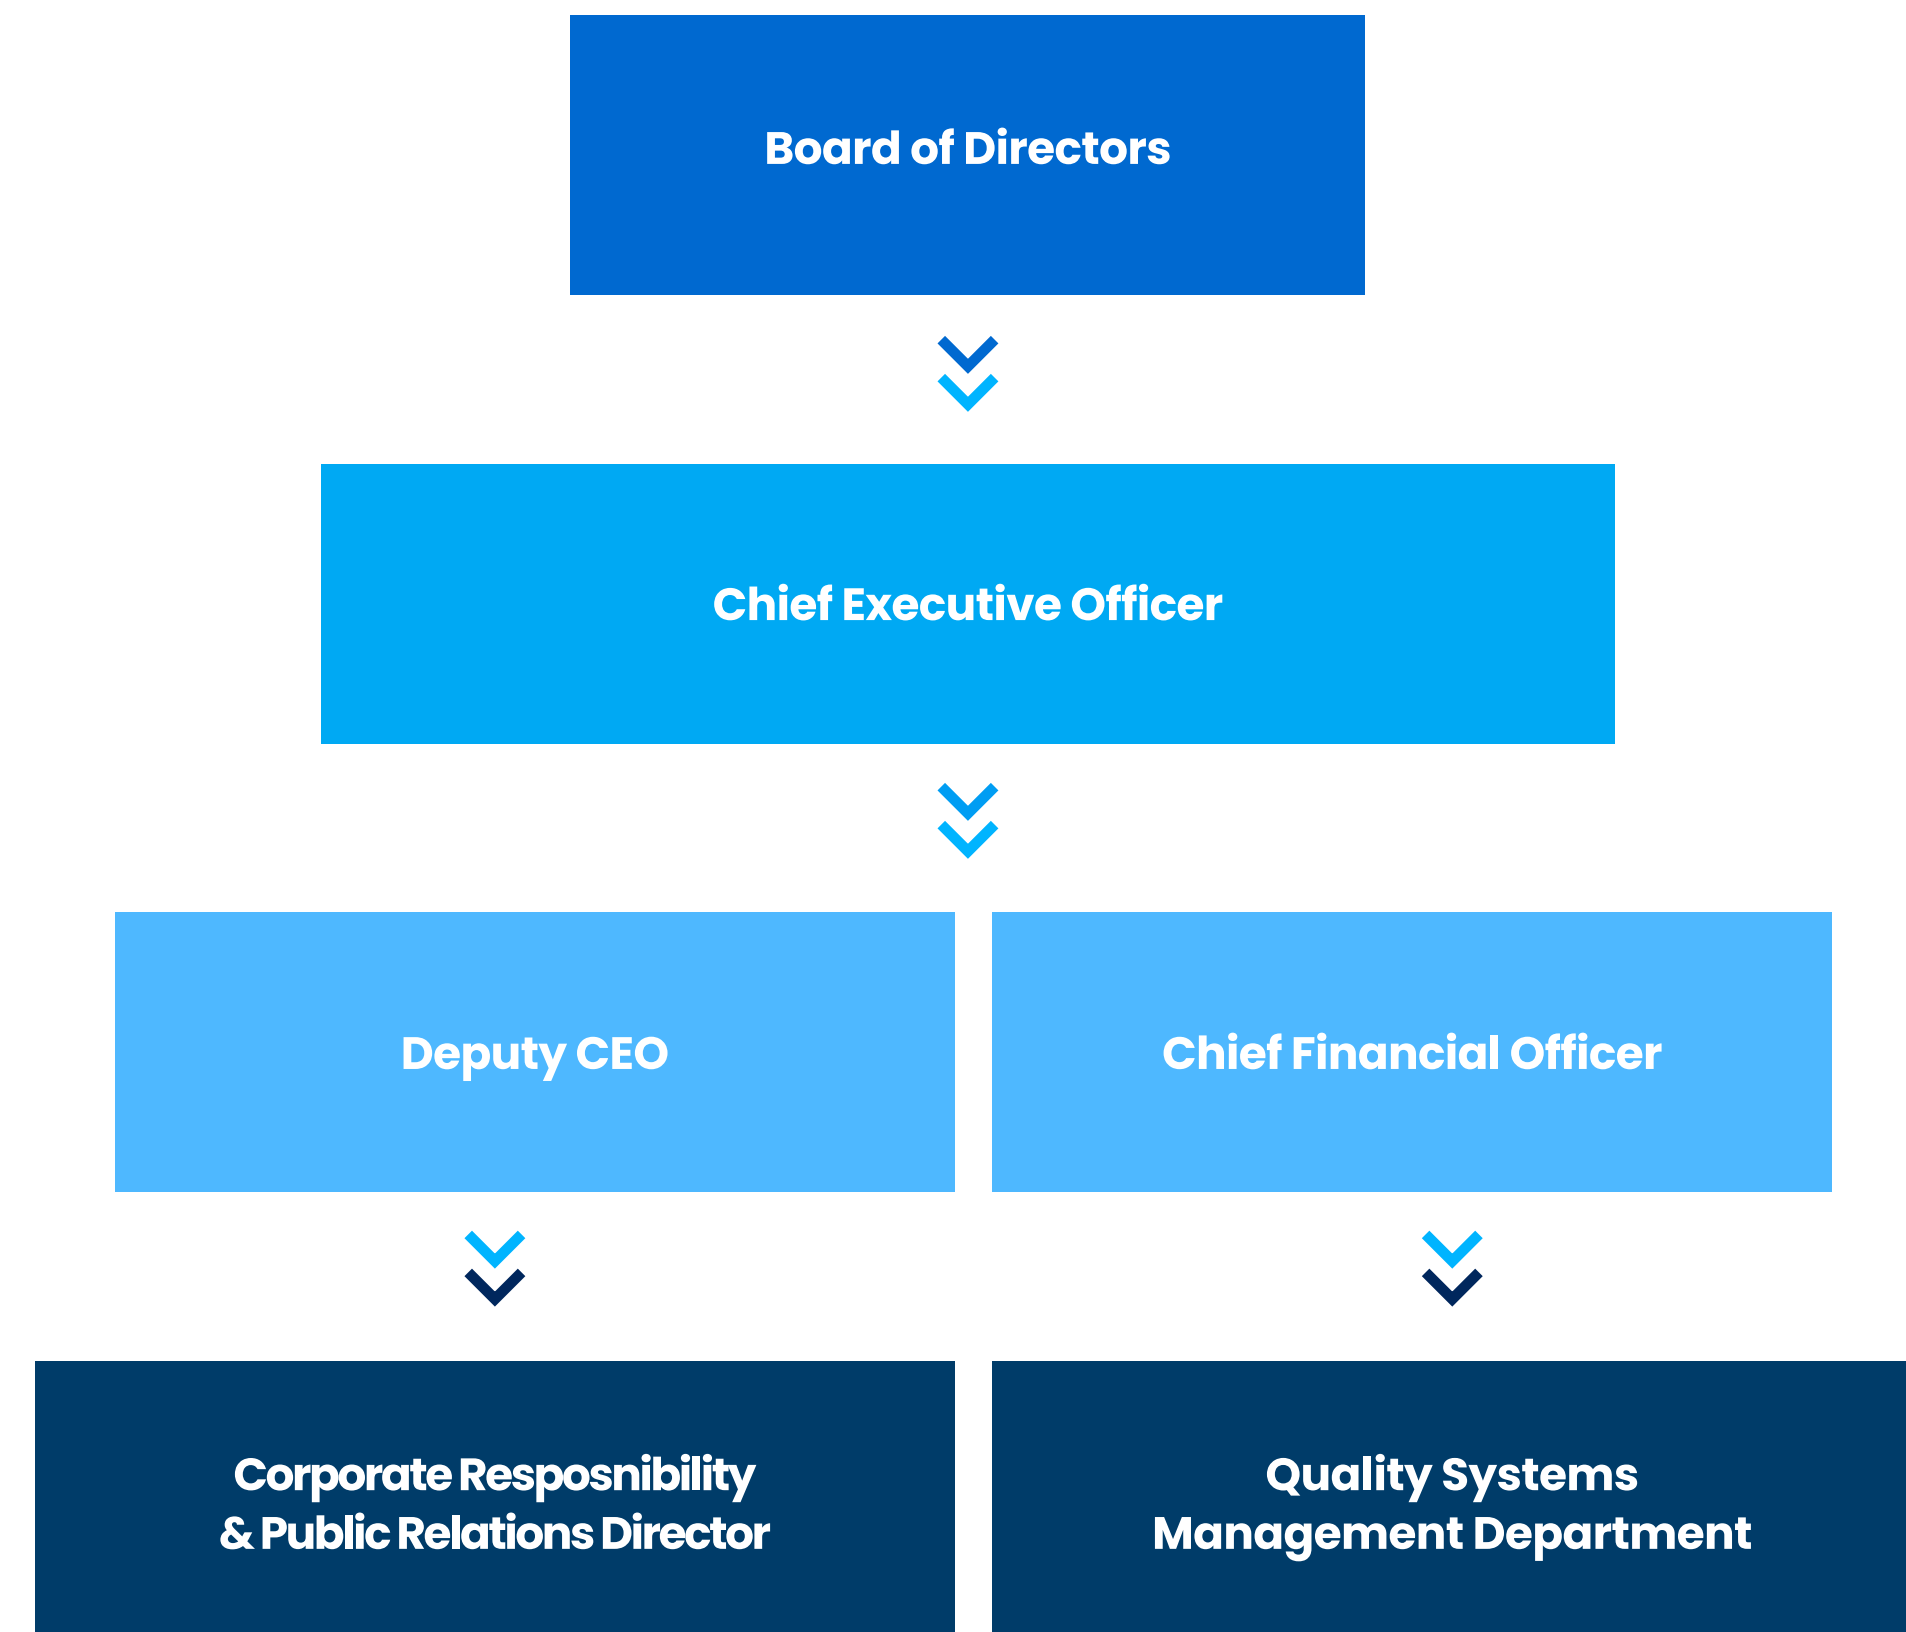 Board of Directors
Chief Executive Officer
Deputy CEO
Chief Financial Officer
Corporate Resposnibility
& Public Relations Director
Quality Systems
Management Department